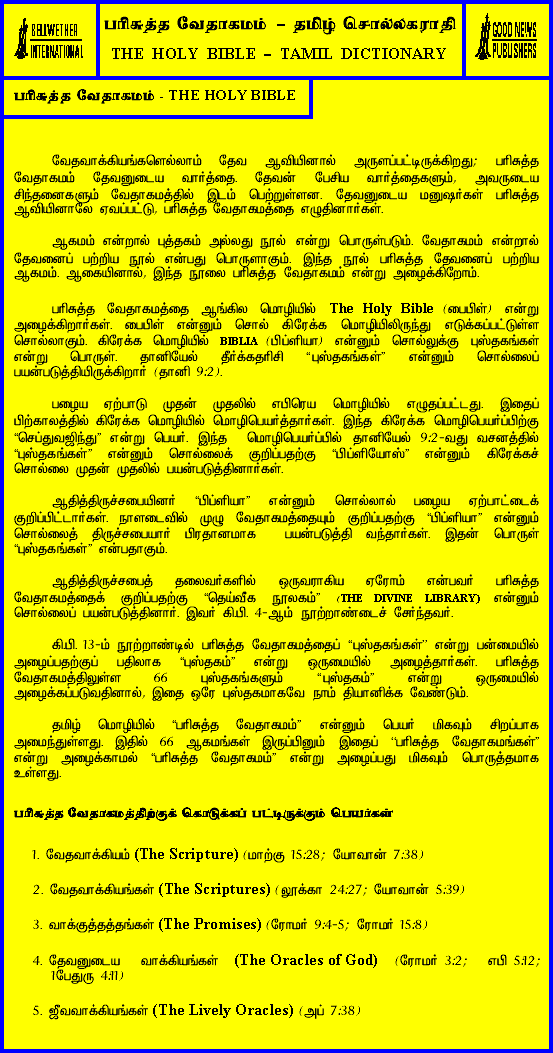 BELLWETHER
INTERNATIONAL
பரிசுத்த வேதாகமம் – தமிழ் சொல்லகராதி
THE HOLY BIBLE – TAMIL DICTIONARY
GOOD NEWS
PUBLISHERS
பரிசுத்த வேதாகமம் - THE HOLY BIBLE
வேதவாக்கியங்களெல்லாம் தேவ ஆவியினால் அருளப்பட்டிருக்கிறது; பரிசுத்த
வேதாகமம் தேவனுடைய வார்த்தை. தேவன் பேசிய வார்த்தைகளும், அவருடைய
சிந்தனைகளும் வேதாகமத்தில் இடம் பெற்றுள்ளன. தேவனுடைய மனுஷர்கள் பரிசுத்த
ஆவியினாலே ஏவப்பட்டு, பரிசுத்த வேதாகமத்தை எழுதினார்கள்.
ஆகமம் என்றால் புத்தகம் அல்லது நூல் என்று பொருள்படும். வேதாகமம் என்றால்
தேவனைப் பற்றிய நூல் என்பது பொருளாகும். இந்த நூல் பரிசுத்த தேவனைப் பற்றிய
ஆகமம். ஆகையினால், இந்த நூலை பரிசுத்த வேதாகமம் என்று அழைக்கிறோம்.
பரிசுத்த வேதாகமத்தை ஆங்கில மொழியில் The Holy Bible (பைபிள்) என்று
அழைக்கிறார்கள். பைபிள் என்னும் சொல் கிரேக்க மொழியிலிருந்து எடுக்கப்பட்டுள்ள
சொல்லாகும். கிரேக்க மொழியில் BIBLIA (பிப்ளியா) என்னும் சொல்லுக்கு புஸ்தகங்கள்
என்று பொருள். தானியேல் தீர்க்கதரிசி “புஸ்தகங்கள்” என்னும் சொல்லைப்
பயன்படுத்தியிருக்கிறார் (தானி 9:2).
பழைய ஏற்பாடு முதன் முதலில் எபிரெய மொழியில் எழுதப்பட்டது. இதைப்
பிற்காலத்தில் கிரேக்க மொழியில் மொழிபெயர்த்தார்கள். இந்த கிரேக்க மொழிபெயர்ப்பிற்கு
“செப்துவஜிந்து” என்று பெயர். இந்த மொழிபெயர்ப்பில் தானியேல் 9:2-வது வசனத்தில்
“புஸ்தகங்கள்” என்னும் சொல்லைக் குறிப்பதற்கு “பிப்ளியோஸ்” என்னும் கிரேக்கச்
சொல்லை முதன் முதலில் பயன்படுத்தினார்கள்.
ஆதித்திருச்சபையினர் “பிப்ளியா” என்னும் சொல்லால் பழைய ஏற்பாட்டைக்
குறிப்பிட்டார்கள். நாளடைவில் முழு வேதாகமத்தையும் குறிப்பதற்கு “பிப்ளியா” என்னும்
சொல்லைத் திருச்சபையார் பிரதானமாக பயன்படுத்தி வந்தார்கள். இதன் பொருள்
“புஸ்தகங்கள்” என்பதாகும்.
ஆதித்திருச்சபைத் தலைவர்களில் ஒருவராகிய ஏரோம் என்பவர் பரிசுத்த
வேதாகமத்தைக் குறிப்பதற்கு “தெய்வீக நூலகம்” (THE DIVINE LIBRARY) என்னும்
சொல்லைப் பயன்படுத்தினார். இவர் கி.பி. 4-ஆம் நூற்றாண்டைச் சேர்ந்தவர்.
கி.பி. 13-ம் நூற்றாண்டில் பரிசுத்த வேதாகமத்தைப் “புஸ்தகங்கள்” என்று பன்மையில்
அழைப்பதற்குப் பதிலாக “புஸ்தகம்” என்று ஒருமையில் அழைத்தார்கள். பரிசுத்த
வேதாகமத்திலுள்ள 66 புஸ்தகங்களும் “புஸ்தகம்” என்று ஒருமையில்
அழைக்கப்படுவதினால், இதை ஒரே புஸ்தகமாகவே நாம் தியானிக்க வேண்டும்.
தமிழ் மொழியில் “பரிசுத்த வேதாகமம்” என்னும் பெயர் மிகவும் சிறப்பாக
அமைந்துள்ளது. இதில் 66 ஆகமங்கள் இருப்பினும் இதைப் “பரிசுத்த வேதாகமங்கள்”
என்று அழைக்காமல் “பரிசுத்த வேதாகமம்” என்று அழைப்பது மிகவும் பொருத்தமாக
உள்ளது.
பரிசுத்த வேதாகமத்திற்குக் கொடுக்கப் பட்டிருக்கும் பெயர்கள்
1. வேதவாக்கியம் (The Scripture) (மாற்கு 15:28; யோவான் 7:38)
2. வேதவாக்கியங்கள் (The Scriptures) (லூக்கா 24:27; யோவான் 5:39)
3. வாக்குத்தத்தங்கள் (The Promises) (ரோமர் 9:4-5; ரோமர் 15:8)
4. தேவனுடைய வாக்கியங்கள் (The Oracles of God) (ரோமர் 3:2; எபி 5:12;
1பேதுரு 4:11)
5. ஜீவவாக்கியங்கள் (The Lively Oracles) (அப் 7:38)